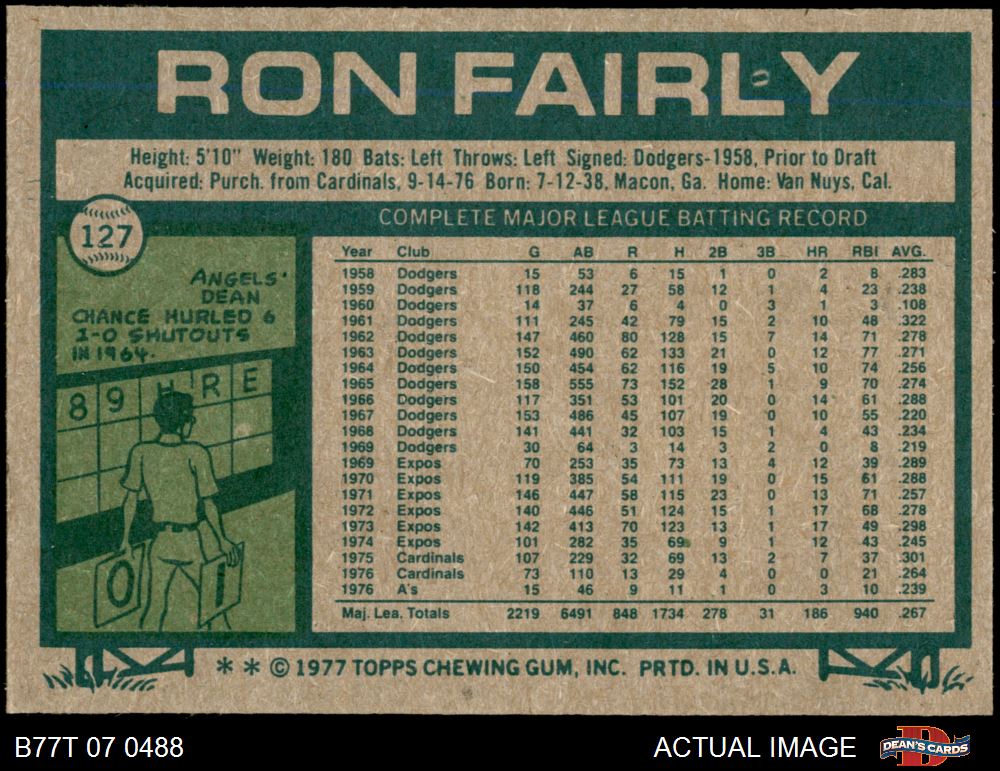 RON FAIRLY
Height: 5'10" Weight: 180 Bats: Left Throws: Left Signed: Dodgers-1958, Prior to Draft
Acquired: Purch. from Cardinals, 9-14-76 Born: 7-12-38, Macon, Ga. Home: Van Nuys, Cal.
127
ANGELS'
DEAN
CHANCE HURLED 6
1-0 SHUTOUTS
IN 1964.
8 9 H R E
0 1
COMPLETE MAJOR LEAGUE BATTING RECORD
Year Club G AB R H 2B 3B HR RBI AVG.
1958 Dodgers 15 53 6 15 1 0 2 8 .283
1959 Dodgers 118 244 27 58 12 1 4 23 .238
1960 Dodgers 14 37 6 4 0 3 1 3 .108
1961 Dodgers 111 245 42 79 15 2 10 48 .322
1962 Dodgers 147 460 80 128 15 7 14 71 .278
1963 Dodgers 152 490 62 133 21 0 12 77 .271
1964 Dodgers 150 454 62 116 19 5 10 74 .256
1965 Dodgers 158 555 73 152 28 1 9 70 .274
1966 Dodgers 117 351 53 101 20 0 14 61 .288
1967 Dodgers 153 486 45 107 19 0 10 55 .220
1968 Dodgers 141 441 32 103 15 1 4 43 .234
1969 Dodgers 30 64 3 14 3 2 0 8 .219
1969 Expos 70 253 35 73 13 4 12 39 .289
1970 Expos 119 385 54 111 19 0 15 61 .288
1971 Expos 146 447 58 115 23 0 13 71 .257
1972 Expos 140 446 51 124 15 1 17 68 .278
1973 Expos 142 413 70 123 13 1 17 49 .298
1974 Expos 101 282 35 69 9 1 12 43 .245
1975 Cardinals 107 229 32 69 13 2 7 37 .301
1976 Cardinals 73 110 13 29 4 0 0 21 .264
1976 A's 15 46 9 11 1 0 3 10 .239
Maj. Lea. Totals 2219 6491 848 1734 278 31 186 940 .267
* * © 1977 TOPPS CHEWING GUM, INC. PRTD. IN U.S.A.
B77T 07 0488
ACTUAL IMAGE
DEAN'S CARDS